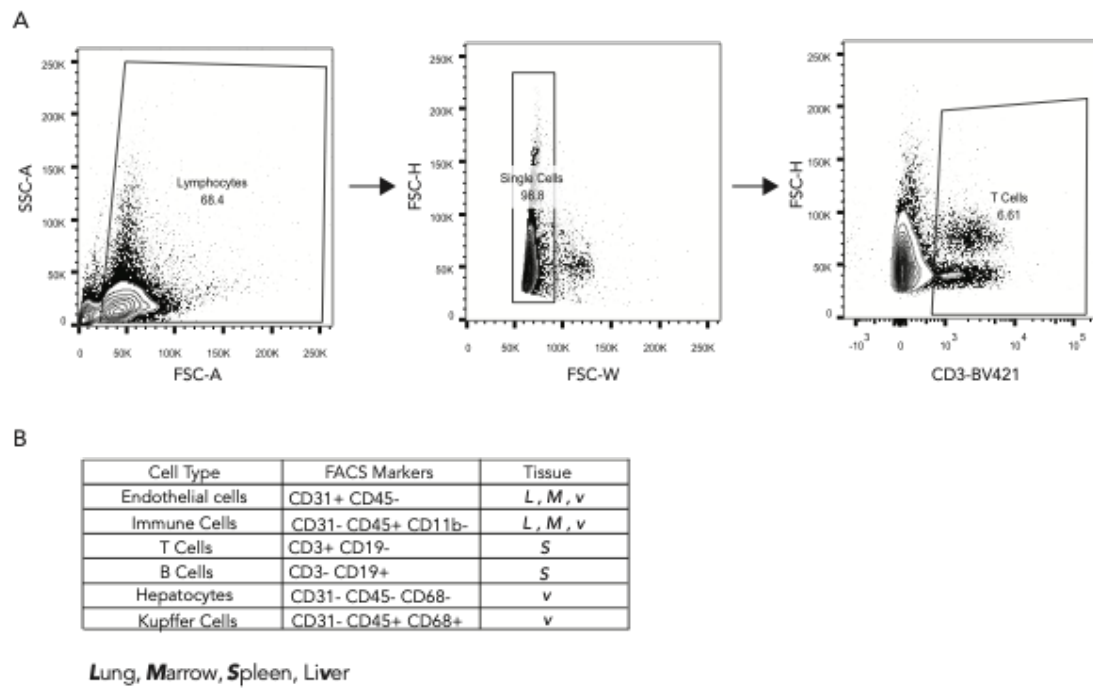 A
250K
200K
150K
100K
50K
0
SSC-A
Lymphocytes
68.4
0 50K 100K 150K 200K 250K
FSC-A
250K
200K
150K
100K
50K
0
FSC-H
Single Cells
98.8
0 50K 100K 150K 200K 250K
FSC-W
250K
200K
150K
100K
50K
0
FSC-H
T Cells
6.61
-10³ 0 10³ 10⁴ 10⁵
CD3-BV421
B
Cell Type FACS Markers Tissue
Endothelial cells CD31+ CD45- L , M , v
Immune Cells CD31- CD45+ CD11b- L , M , v
T Cells CD3+ CD19- S
B Cells CD3- CD19+ S
Hepatocytes CD31- CD45- CD68- v
Kupffer Cells CD31- CD45+ CD68+ v
Lung, Marrow, Spleen, Liver